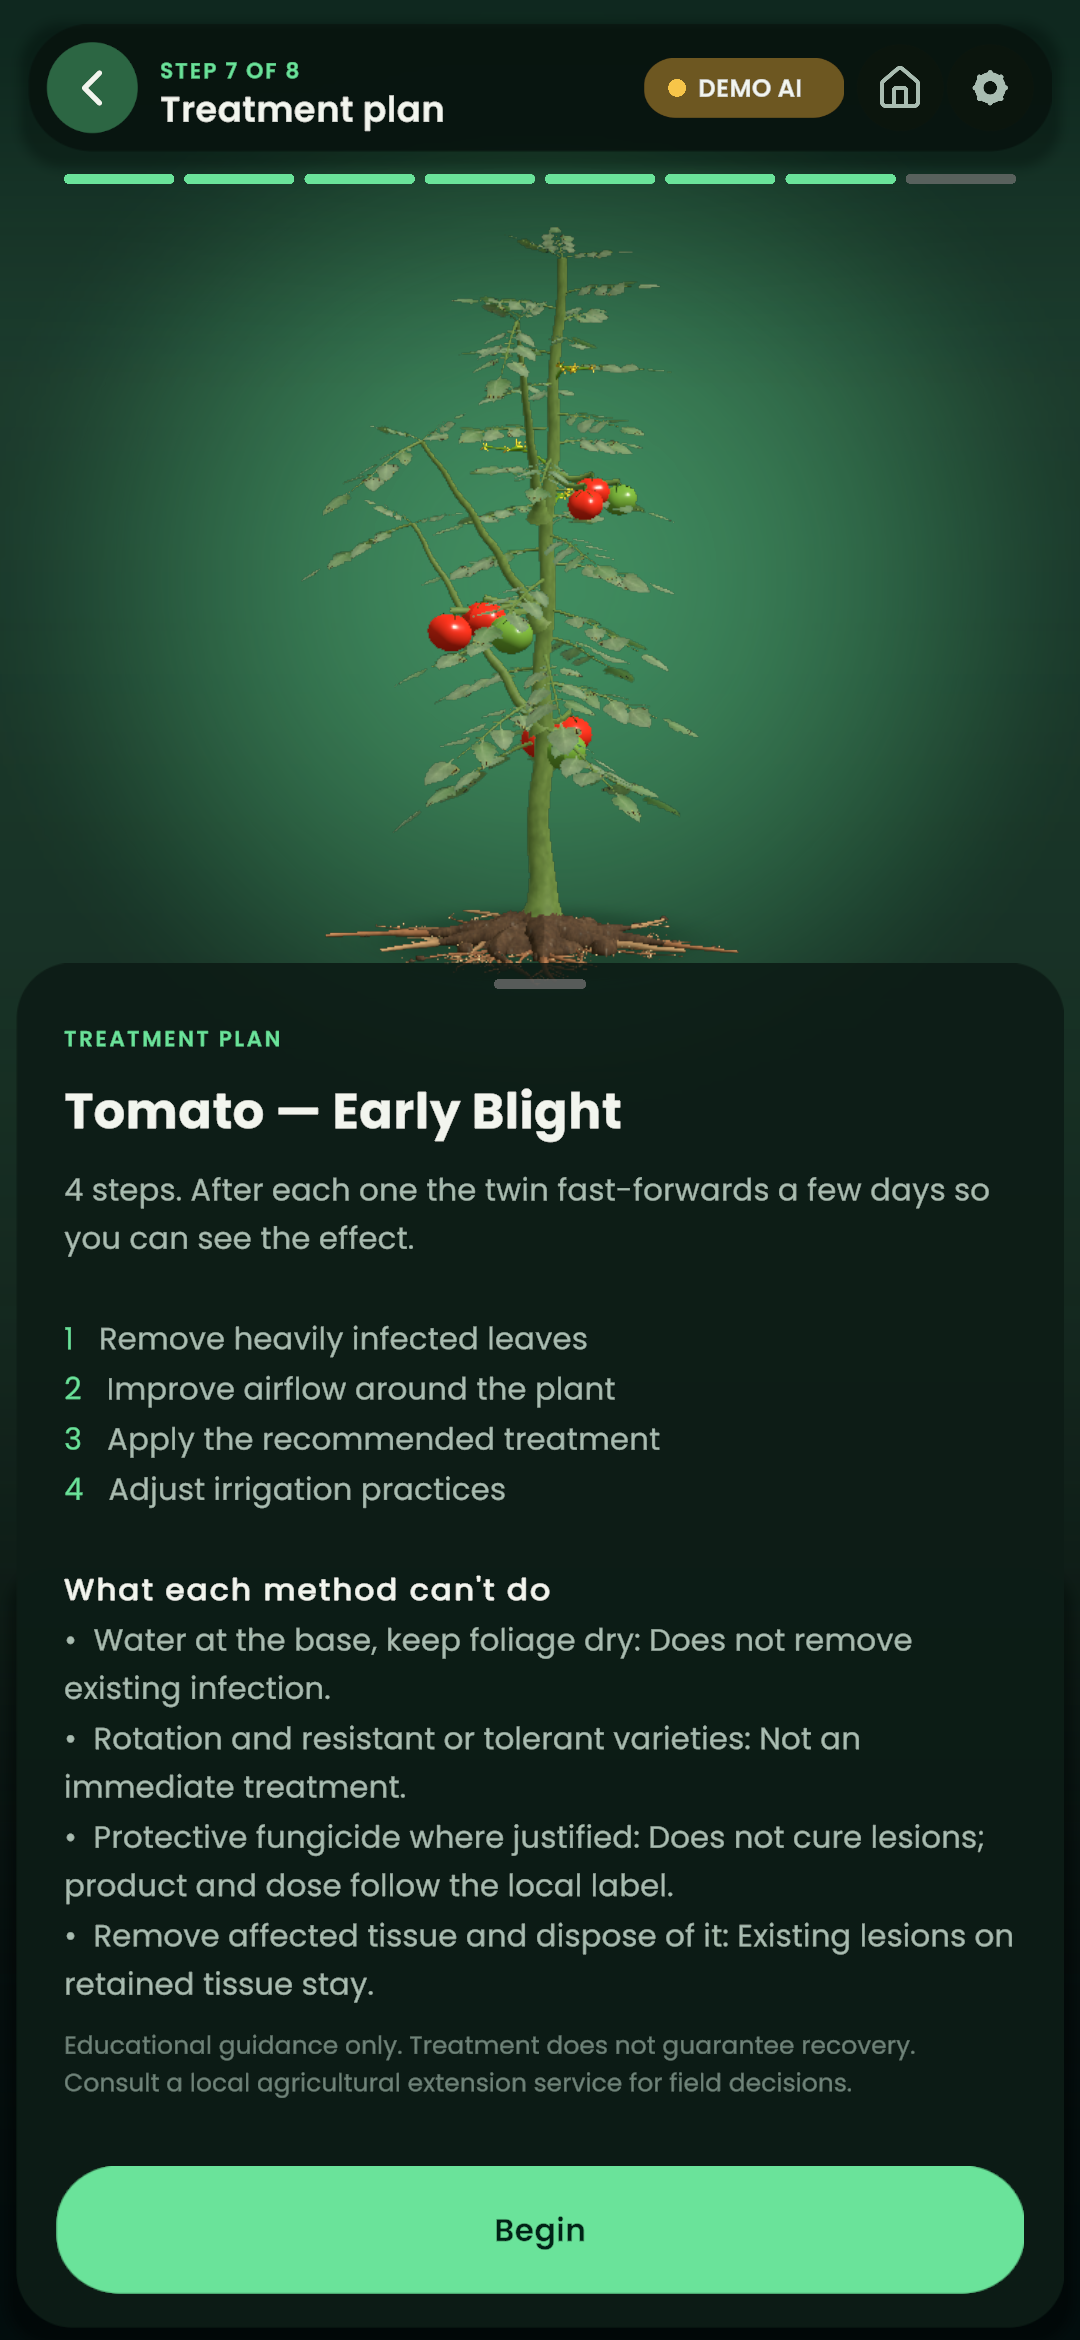 STEP 7 OF 8
Treatment plan
DEMO AI
TREATMENT PLAN
Tomato — Early Blight
4 steps. After each one the twin fast-forwards a few days so
you can see the effect.
1 Remove heavily infected leaves
2 Improve airflow around the plant
3 Apply the recommended treatment
4 Adjust irrigation practices
What each method can't do
• Water at the base, keep foliage dry: Does not remove
existing infection.
• Rotation and resistant or tolerant varieties: Not an
immediate treatment.
• Protective fungicide where justified: Does not cure lesions;
product and dose follow the local label.
• Remove affected tissue and dispose of it: Existing lesions on
retained tissue stay.
Educational guidance only. Treatment does not guarantee recovery.
Consult a local agricultural extension service for field decisions.
Begin